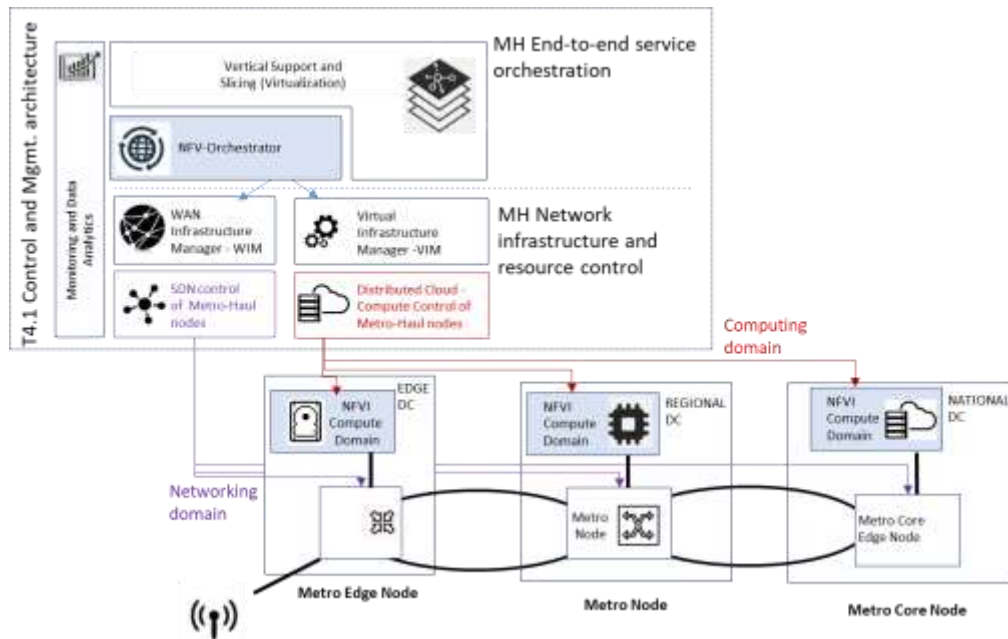 T4.1 Control and Mgmt. architecture
Monitoring and Data
Analytics
Vertical Support and
Slicing (Virtualization)
MH End-to-end service
orchestration
NFV-Orchestrator
WAN
Infrastructure
Manager - WIM
Virtual
Infrastructure
Manager -VIM
MH Network
infrastructure and
resource control
SDN control
of Metro-Haul
nodes
Distributed Cloud -
Compute Control of
Metro-Haul nodes
Computing
domain
EDGE
DC
NFVI
Compute
Domain
REGIONAL
DC
NFVI
Compute
Domain
NATIONAL
DC
NFVI
Compute
Domain
Networking
domain
Metro
Node
Metro Core
Edge Node
Metro Edge Node
Metro Node
Metro Core Node